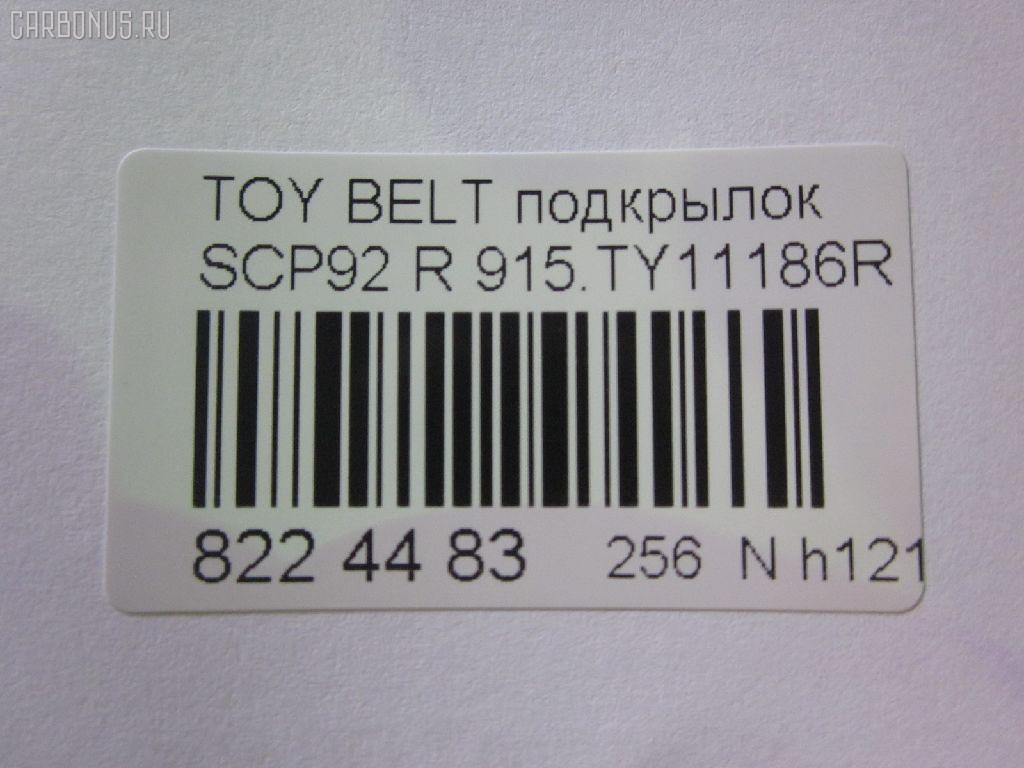 CARBONUS.RU
TOY BELT подкрылок
SCP92 R 915.TY11186R
822 44 83 256 N h121